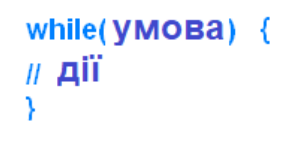 while(умова) {
// дії
}